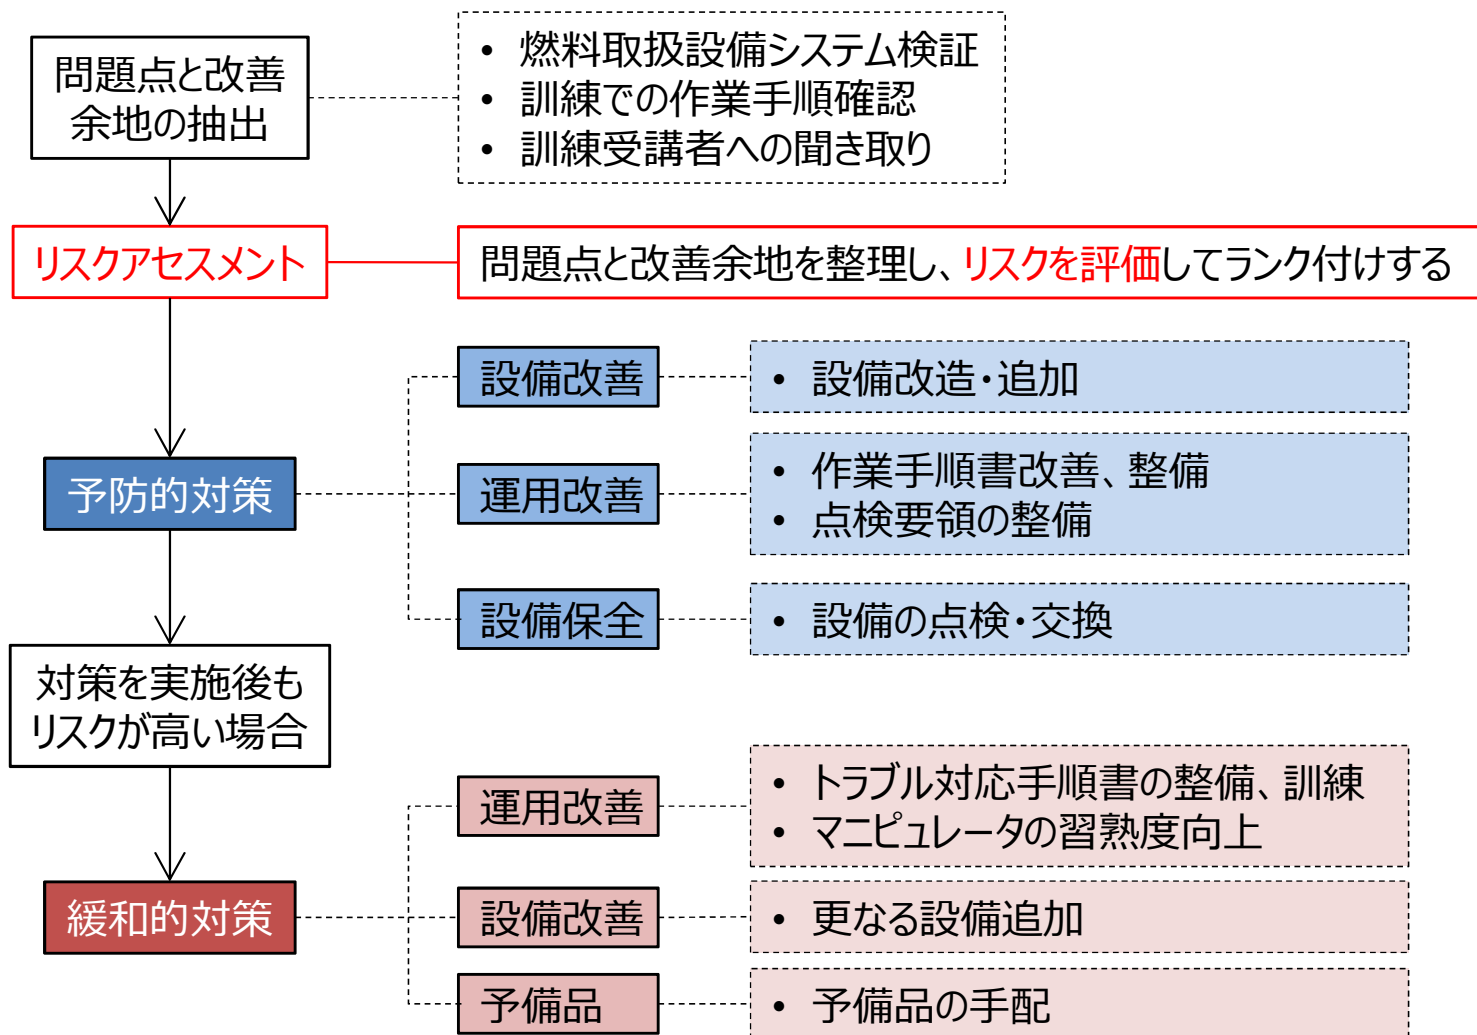 問題点と改善
余地の抽出
• 燃料取扱設備システム検証
• 訓練での作業手順確認
• 訓練受講者への聞き取り
リスクアセスメント
問題点と改善余地を整理し、リスクを評価してランク付けする
予防的対策
設備改善
• 設備改造・追加
運用改善
• 作業手順書改善、整備
• 点検要領の整備
設備保全
• 設備の点検・交換
対策を実施後も
リスクが高い場合
緩和的対策
運用改善
• トラブル対応手順書の整備、訓練
• マニピュレータの習熟度向上
設備改善
• 更なる設備追加
予備品
• 予備品の手配